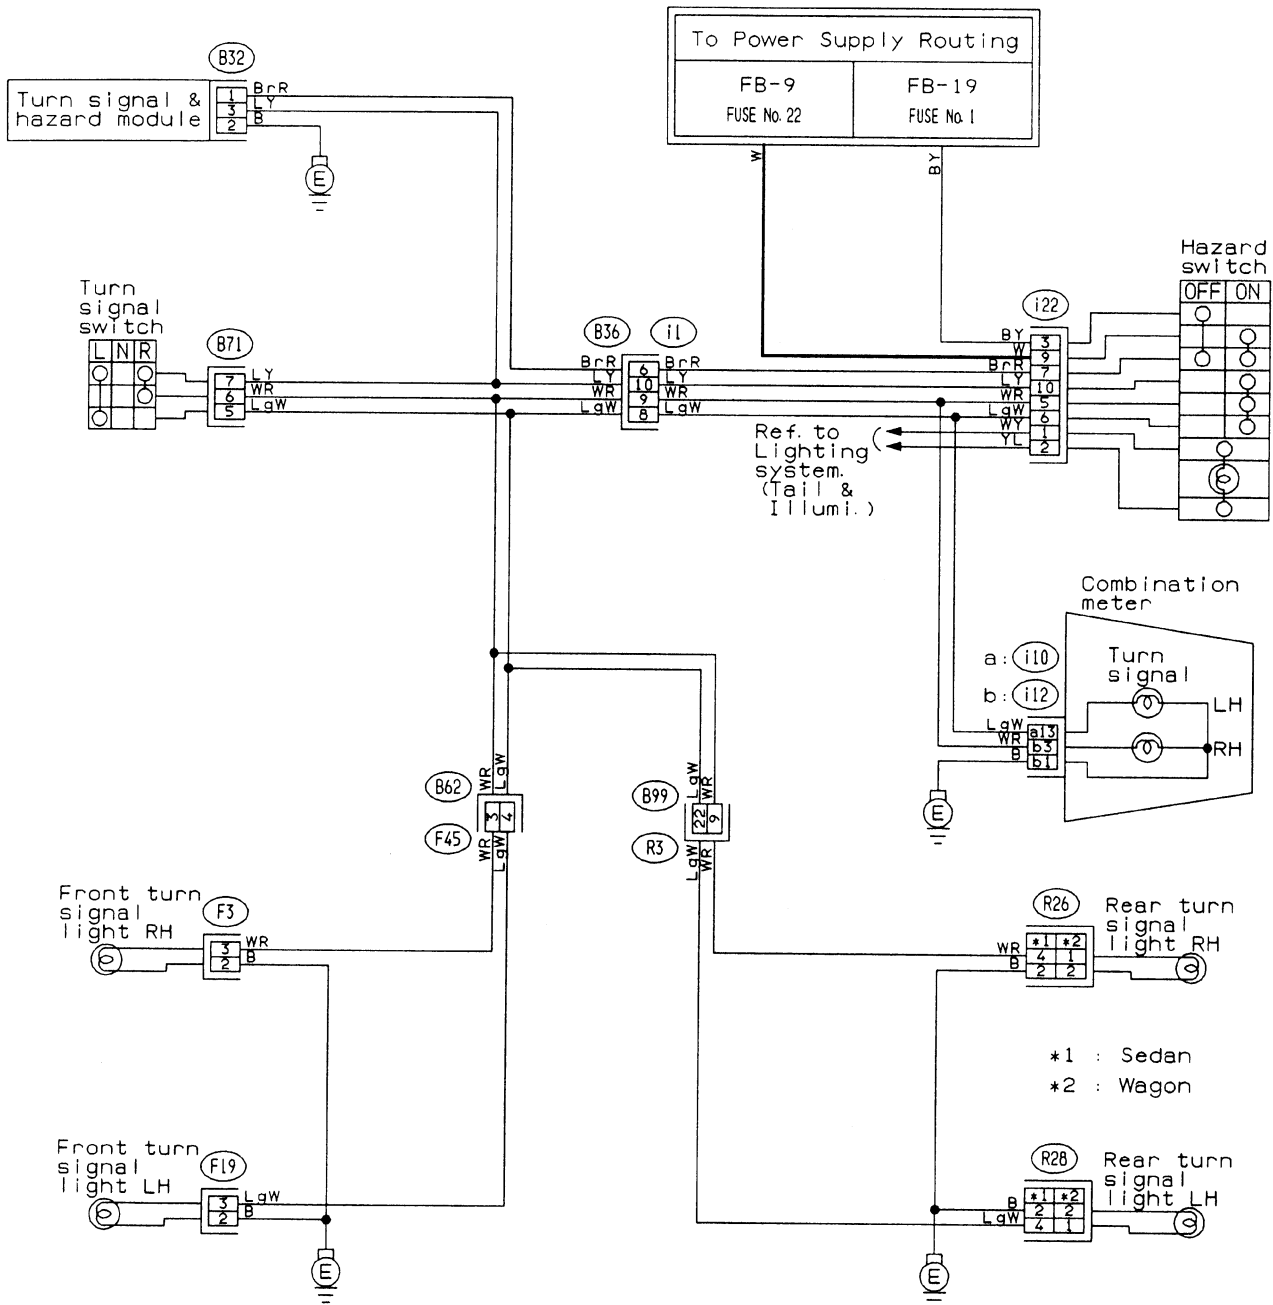 To Power Supply Routing
FB-9
FUSE No. 22
FB-19
FUSE No. 1
W
BY
B32
Turn signal &
hazard module
1
3
2
BrR
LY
B
E
Turn
signal
switch
L N R
B71
7
6
5
LY
WR
LgW
B36
i1
BrR
LY
WR
LgW
6
10
9
8
BrR
LY
WR
LgW
i22
BY
W
BrR
LY
WR
LgW
WY
YL
3
9
7
10
5
6
1
2
Hazard
switch
OFF ON
Ref. to
Lighting
system.
(Tail &
Illumi.)
Combination
meter
a: i10
b: i12
Turn
signal
LH
RH
LgW
WR
B
a13
b3
b1
E
WR
LgW
B62
3
4
F45
WR
LgW
LgW
WR
B99
22
9
R3
LgW
WR
Front turn
signal
light RH
F3
3
2
WR
B
R26
WR
B
*1 *2
4 1
2 2
Rear turn
signal
light RH
*1 : Sedan
*2 : Wagon
Front turn
signal
light LH
F19
3
2
LgW
B
E
R28
B
LgW
*1 *2
2 2
4 1
Rear turn
signal
light LH
E